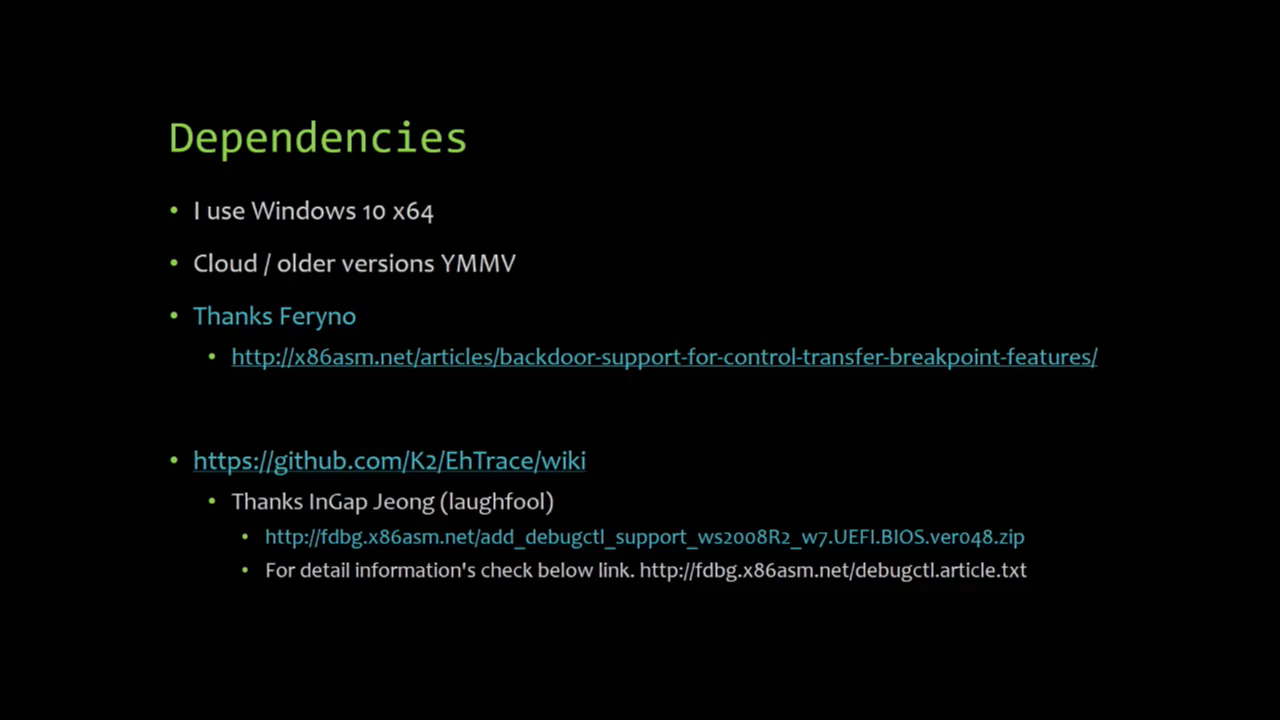 Dependencies
• I use Windows 10 x64
• Cloud / older versions YMMV
• Thanks Feryno
• http://x86asm.net/articles/backdoor-support-for-control-transfer-breakpoint-features/
• https://github.com/K2/EhTrace/wiki
• Thanks InGap Jeong (laughfool)
• http://fdbg.x86asm.net/add_debugctl_support_ws2008R2_w7.UEFI.BIOS.ver048.zip
• For detail information's check below link. http://fdbg.x86asm.net/debugctl.article.txt